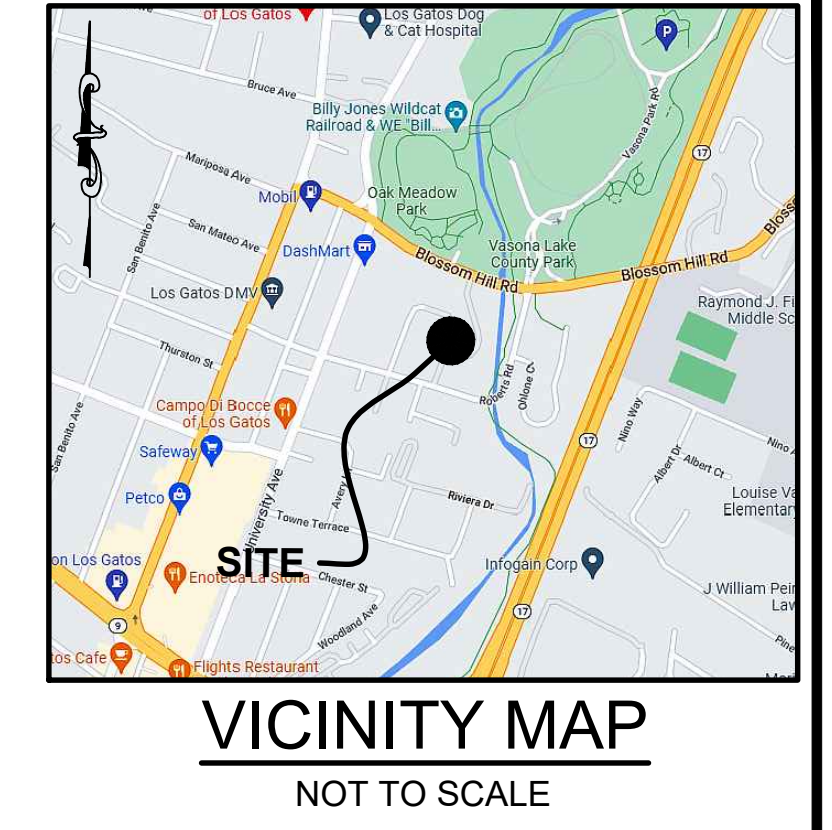 of Los Gatos
Los Gatos Dog
& Cat Hospital
P
Bruce Ave
Billy Jones Wildcat
Railroad & WE "Bill...
Vasona Park Rd
17
Mariposa Ave
Mobil
Oak Meadow
Park
San Benito Ave
San Mateo Ave
DashMart
Blossom Hill Rd
Vasona Lake
County Park
Blossom Hill Rd
Blosso
Los Gatos DMV
Raymond J. Fi
Middle Sc
Thurston St
Roberts Rd
Ohlone Ct
Campo Di Bocce
of Los Gatos
San Benito Ave
Safeway
17
Nino Way
Nino A
Albert Dr
Albert Ct
Petco
University Ave
Avery Ln
Riviera Dr
Louise Va
Elementary
Towne Terrace
SITE
on Los Gatos
Enoteca La Storia
Chester St
Infogain Corp
J William Peir
Law
9
17
Woodland Ave
Pine
tos Cafe
Flights Restaurant
VICINITY MAP
NOT TO SCALE